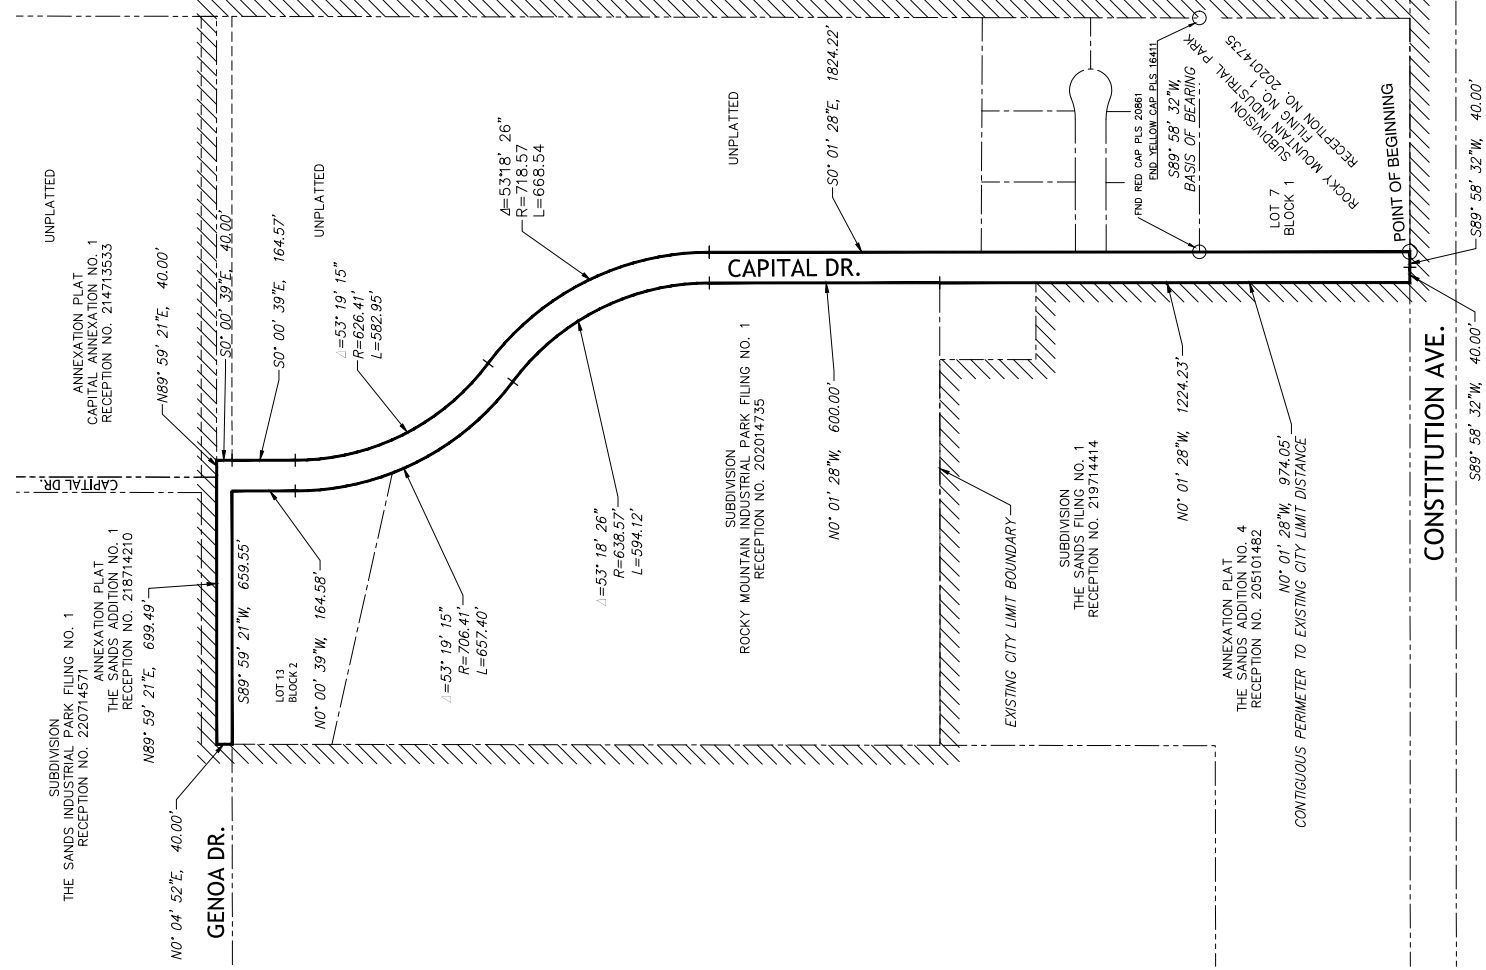 UNPLATTED
ANNEXATION PLAT
CAPITAL ANNEXATION NO. 1
RECEPTION NO. 214713533
N89° 59' 21"E, 40.00'
S0° 00' 39"E, 40.00'
S0° 00' 39"E, 164.57'
UNPLATTED
Δ=53° 19' 15"
R=626.41'
L=582.95'
Δ=53°18' 26"
R=718.57
L=668.54
UNPLATTED
S0° 01' 28"E, 1824.22'
FND RED CAP PLS 20861
FND YELLOW CAP PLS 16411
S89° 58' 32"W,
BASIS OF BEARING
SUBDIVISION
ROCKY MOUNTAIN INDUSTRIAL PARK
FILING NO. 1
RECEPTION NO. 202014735
LOT 7
BLOCK 1
POINT OF BEGINNING
S89° 58' 32"W, 40.00'
S89° 58' 32"W, 40.00'
CONSTITUTION AVE.
CAPITAL DR.
CAPITAL DR.
SUBDIVISION
THE SANDS INDUSTRIAL PARK FILING NO. 1
RECEPTION NO. 220714571
ANNEXATION PLAT
THE SANDS ADDITION NO. 1
RECEPTION NO. 218714210
N89° 59' 21"E, 699.49'
N0° 04' 52"E, 40.00'
GENOA DR.
S89° 59' 21"W, 659.55'
LOT 13
BLOCK 2
N0° 00' 39"W, 164.58'
Δ=53° 19' 15"
R=706.41'
L=657.40'
Δ=53° 18' 26"
R=638.57'
L=594.12'
SUBDIVISION
ROCKY MOUNTAIN INDUSTRIAL PARK FILING NO. 1
RECEPTION NO. 202014735
N0° 01' 28"W, 600.00'
EXISTING CITY LIMIT BOUNDARY
SUBDIVISION
THE SANDS FILING NO. 1
RECEPTION NO. 219714414
N0° 01' 28"W, 1224.23'
ANNEXATION PLAT
THE SANDS ADDITION NO. 4
RECEPTION NO. 205101482
N0° 01' 28"W, 974.05'
CONTIGUOUS PERIMETER TO EXISTING CITY LIMIT DISTANCE